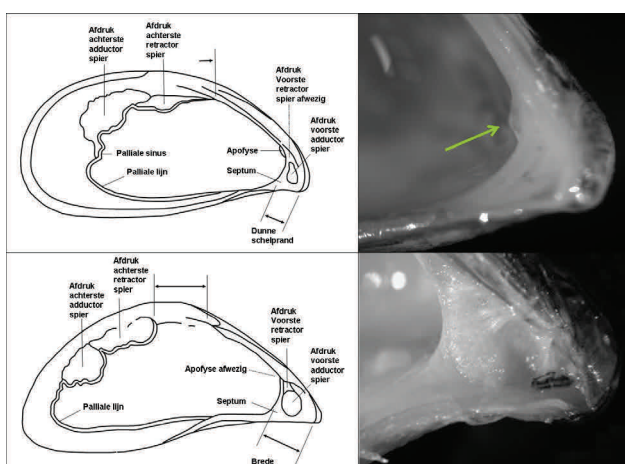 Afdruk
achterste
adductor
spier
Afdruk
achterste
retractor
spier
Afdruk
Voorste
retractor
spier afwezig
Afdruk
voorste
adductor
spier
Apofyse
Palliale sinus
Septum
Palliale lijn
Dunne
schelprand
Afdruk
achterste
retractor
spier
Afdruk
achterste
adductor
spier
Afdruk
Voorste
retractor
spier
Afdruk
voorste
adductor
spier
Apofyse afwezig
Palliale lijn
Septum
Brede